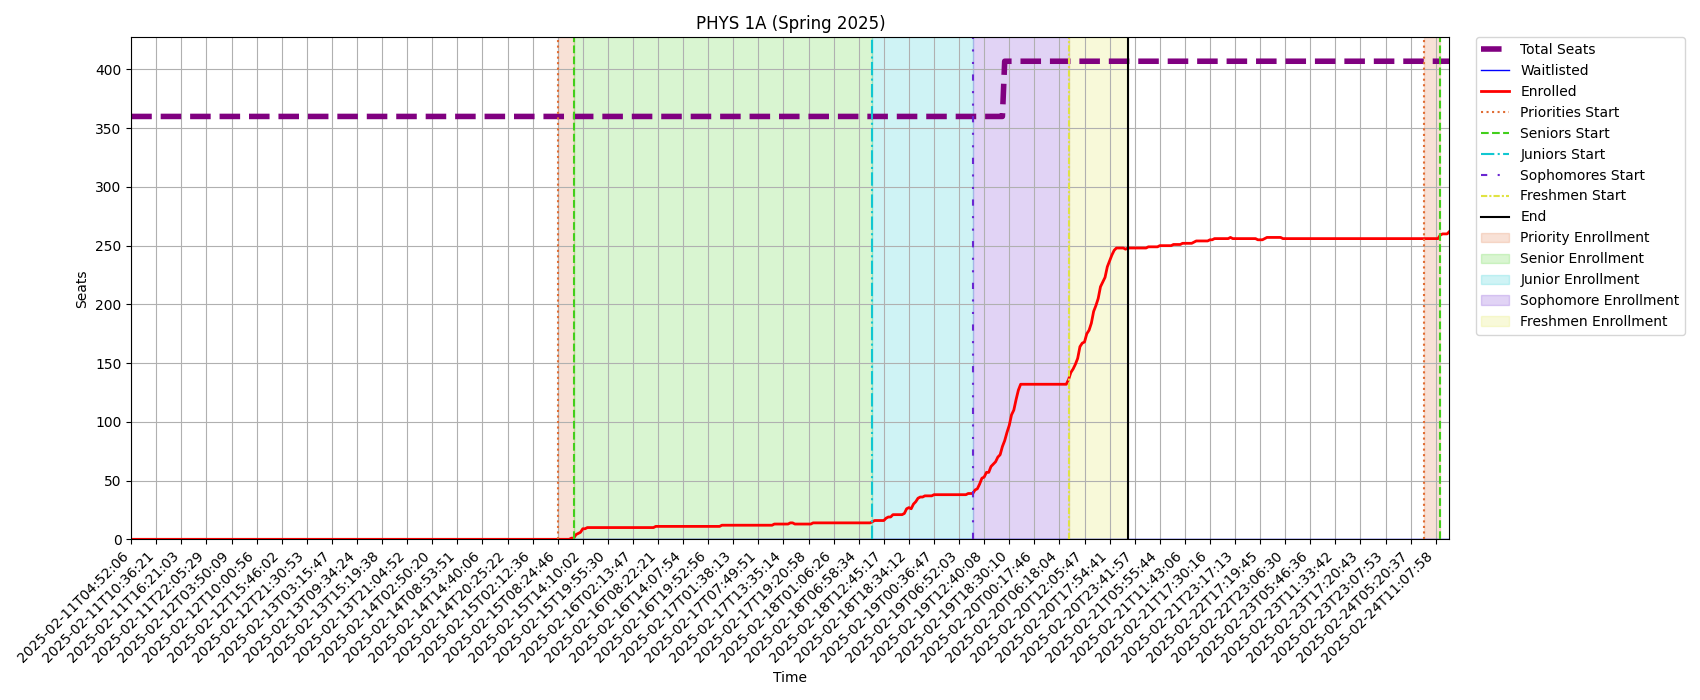 PHYS 1A (Spring 2025)
400
350
300
250
200
150
100
50
0
Seats
2025-02-11T04:52:06
2025-02-11T10:36:21
2025-02-11T16:21:03
2025-02-11T22:05:29
2025-02-12T03:50:09
2025-02-12T10:00:56
2025-02-12T15:46:02
2025-02-12T21:30:53
2025-02-13T03:15:47
2025-02-13T09:34:24
2025-02-13T15:19:38
2025-02-13T21:04:52
2025-02-14T02:50:20
2025-02-14T08:53:51
2025-02-14T14:40:06
2025-02-14T20:25:22
2025-02-15T02:12:36
2025-02-15T08:24:46
2025-02-15T14:10:02
2025-02-15T19:55:30
2025-02-16T02:13:47
2025-02-16T08:22:21
2025-02-16T14:07:54
2025-02-16T19:52:56
2025-02-17T01:38:13
2025-02-17T07:49:51
2025-02-17T13:35:14
2025-02-17T19:20:58
2025-02-18T01:06:26
2025-02-18T06:58:34
2025-02-18T12:45:17
2025-02-18T18:34:12
2025-02-19T00:36:47
2025-02-19T06:52:03
2025-02-19T12:40:08
2025-02-19T18:30:10
2025-02-20T00:17:46
2025-02-20T06:18:04
2025-02-20T12:05:47
2025-02-20T17:54:41
2025-02-20T23:41:57
2025-02-21T05:55:44
2025-02-21T11:43:06
2025-02-21T17:30:16
2025-02-21T23:17:13
2025-02-22T17:19:45
2025-02-22T23:06:30
2025-02-23T05:46:36
2025-02-23T11:33:42
2025-02-23T17:20:43
2025-02-23T23:07:53
2025-02-24T05:20:37
2025-02-24T11:07:58
Time
Total Seats
Waitlisted
Enrolled
Priorities Start
Seniors Start
Juniors Start
Sophomores Start
Freshmen Start
End
Priority Enrollment
Senior Enrollment
Junior Enrollment
Sophomore Enrollment
Freshmen Enrollment